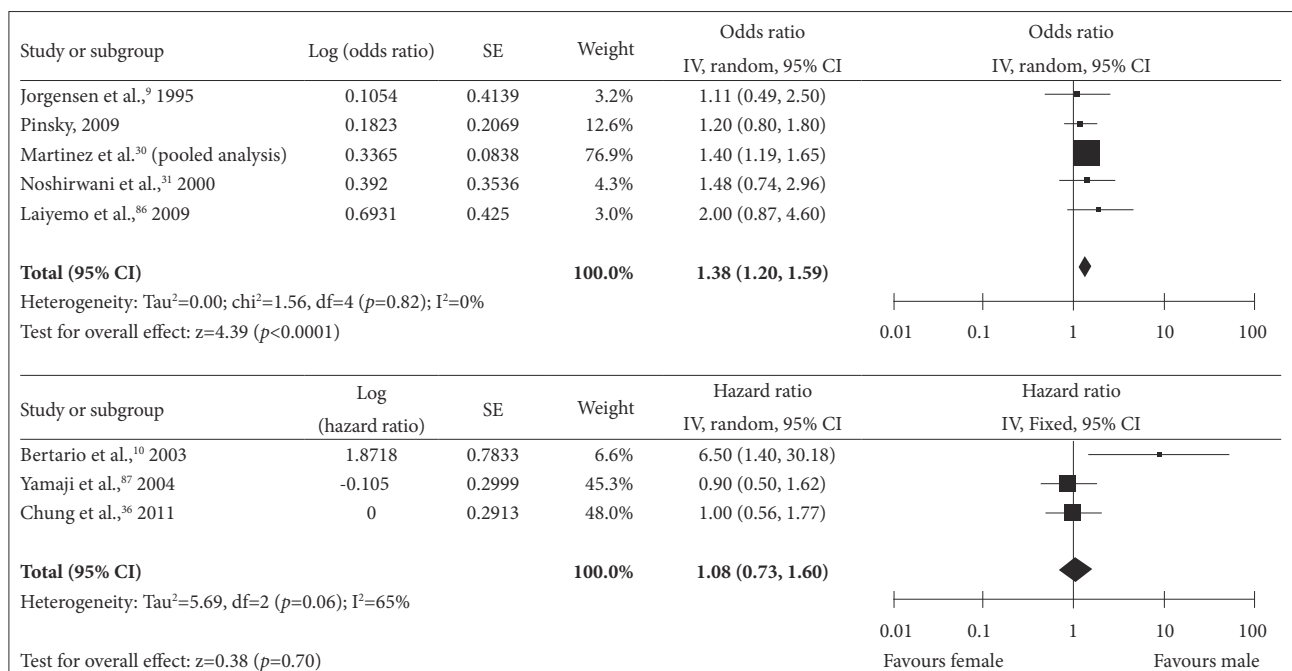 Study or subgroup Log (odds ratio) SE Weight Odds ratio IV, random, 95% CI Odds ratio IV, random, 95% CI
Jorgensen et al.,⁹ 1995 0.1054 0.4139 3.2% 1.11 (0.49, 2.50)
Pinsky, 2009 0.1823 0.2069 12.6% 1.20 (0.80, 1.80)
Martinez et al.³⁰ (pooled analysis) 0.3365 0.0838 76.9% 1.40 (1.19, 1.65)
Noshirwani et al.,³¹ 2000 0.392 0.3536 4.3% 1.48 (0.74, 2.96)
Laiyemo et al.,⁸⁶ 2009 0.6931 0.425 3.0% 2.00 (0.87, 4.60)
Total (95% CI) 100.0% 1.38 (1.20, 1.59)
Heterogeneity: Tau²=0.00; chi²=1.56, df=4 (p=0.82); I²=0%
Test for overall effect: z=4.39 (p<0.0001)
0.01 0.1 1 10 100
Study or subgroup Log (hazard ratio) SE Weight Hazard ratio IV, random, 95% CI Hazard ratio IV, Fixed, 95% CI
Bertario et al.,¹⁰ 2003 1.8718 0.7833 6.6% 6.50 (1.40, 30.18)
Yamaji et al.,⁸⁷ 2004 -0.105 0.2999 45.3% 0.90 (0.50, 1.62)
Chung et al.,³⁶ 2011 0 0.2913 48.0% 1.00 (0.56, 1.77)
Total (95% CI) 100.0% 1.08 (0.73, 1.60)
Heterogeneity: Tau²=5.69, df=2 (p=0.06); I²=65%
0.01 0.1 1 10 100
Test for overall effect: z=0.38 (p=0.70) Favours female Favours male